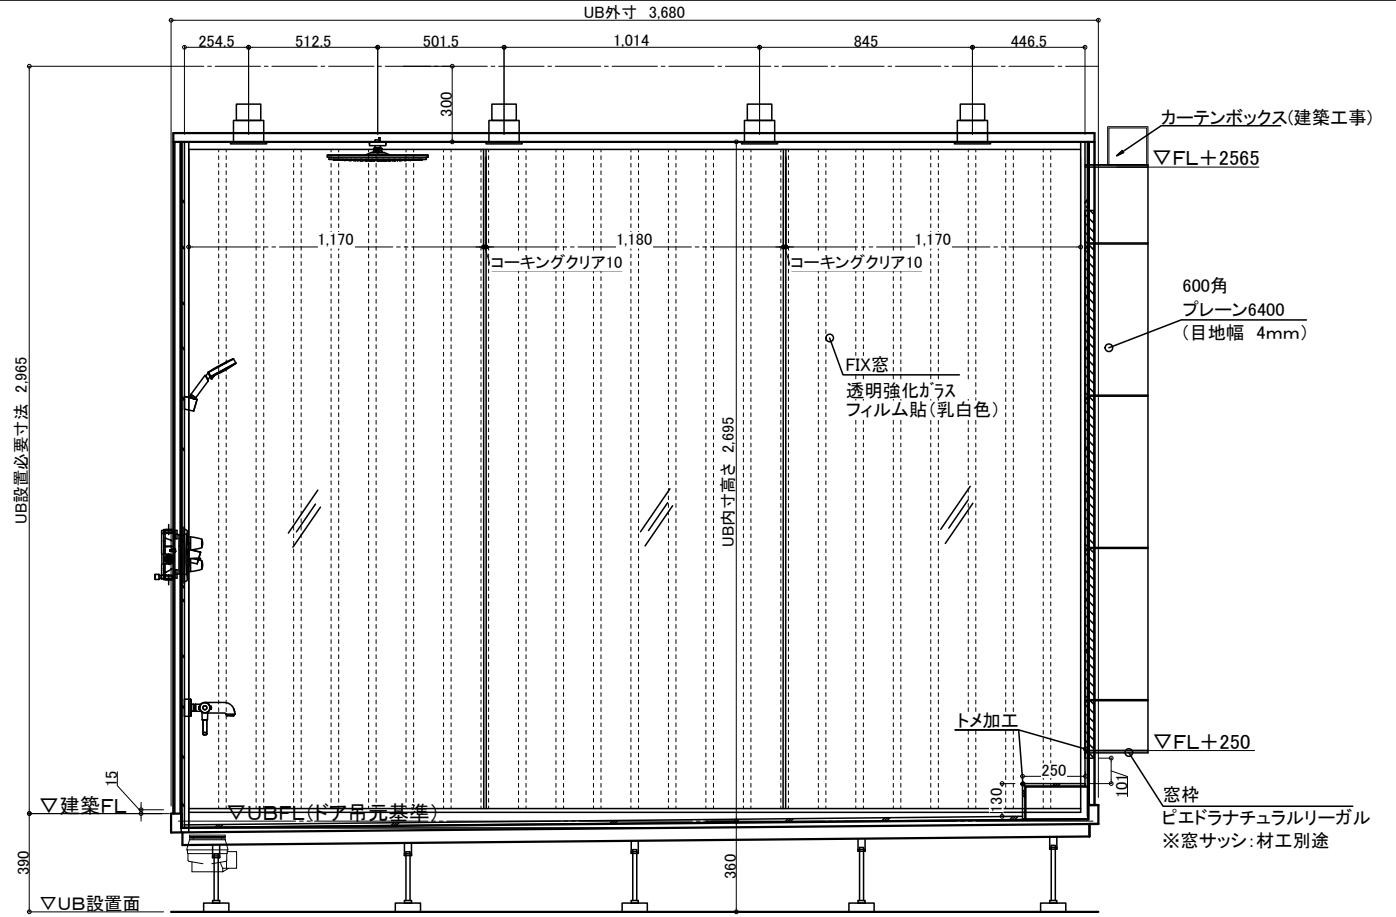 UB外寸 3,680
254.5
512.5
501.5
1,014
845
446.5
300
カーテンボックス(建築工事)
▽FL+2565
1,170
1,180
1,170
コーキングクリア10
コーキングクリア10
600角
プレーン6400
(目地幅 4mm)
FIX窓
透明強化ガラス
フィルム貼(乳白色)
UB設置必要寸法 2,965
UB内寸高さ 2,695
トメ加工
▽FL+250
250
130
101
15
▽建築FL
▽UBFL(ドア吊元基準)
窓枠
ピエドラナチュラルリーガル
※窓サッシ:材工別途
390
360
▽UB設置面